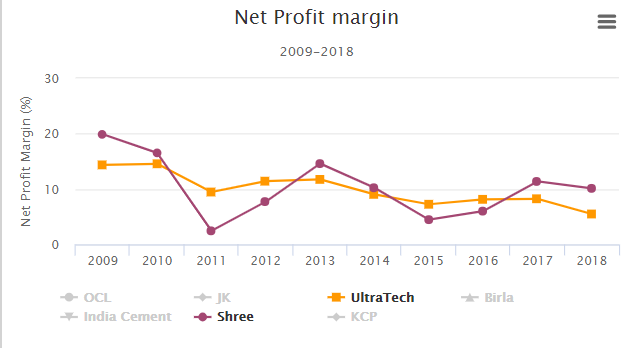 Net Profit margin
2009-2018
Net Profit Margin (%)
30
20
10
0
2009 2010 2011 2012 2013 2014 2015 2016 2017 2018
OCL JK UltraTech Birla
India Cement Shree KCP